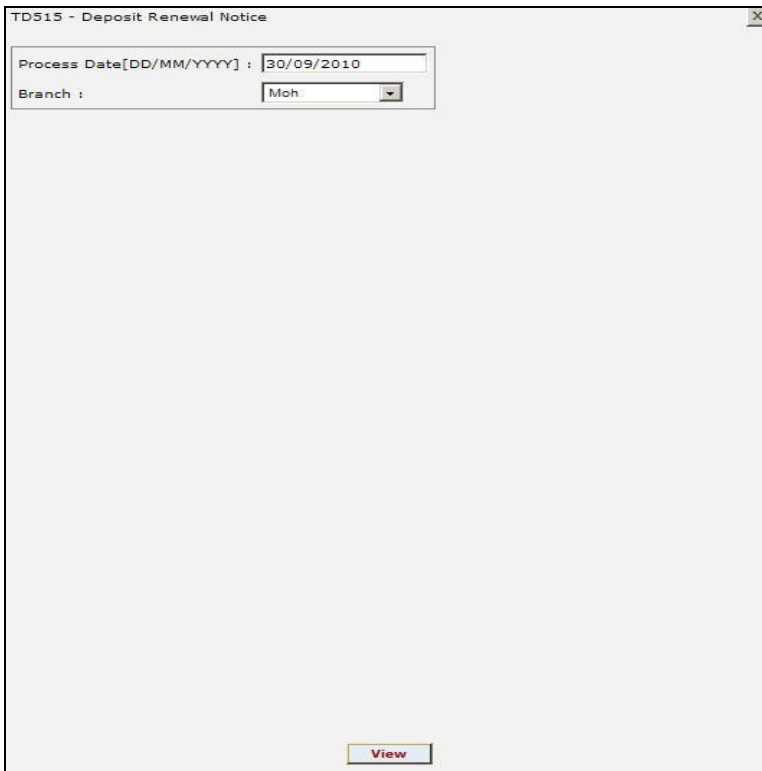 TD515 - Deposit Renewal Notice
Process Date[DD/MM/YYYY] : 30/09/2010
Branch : Moh
View